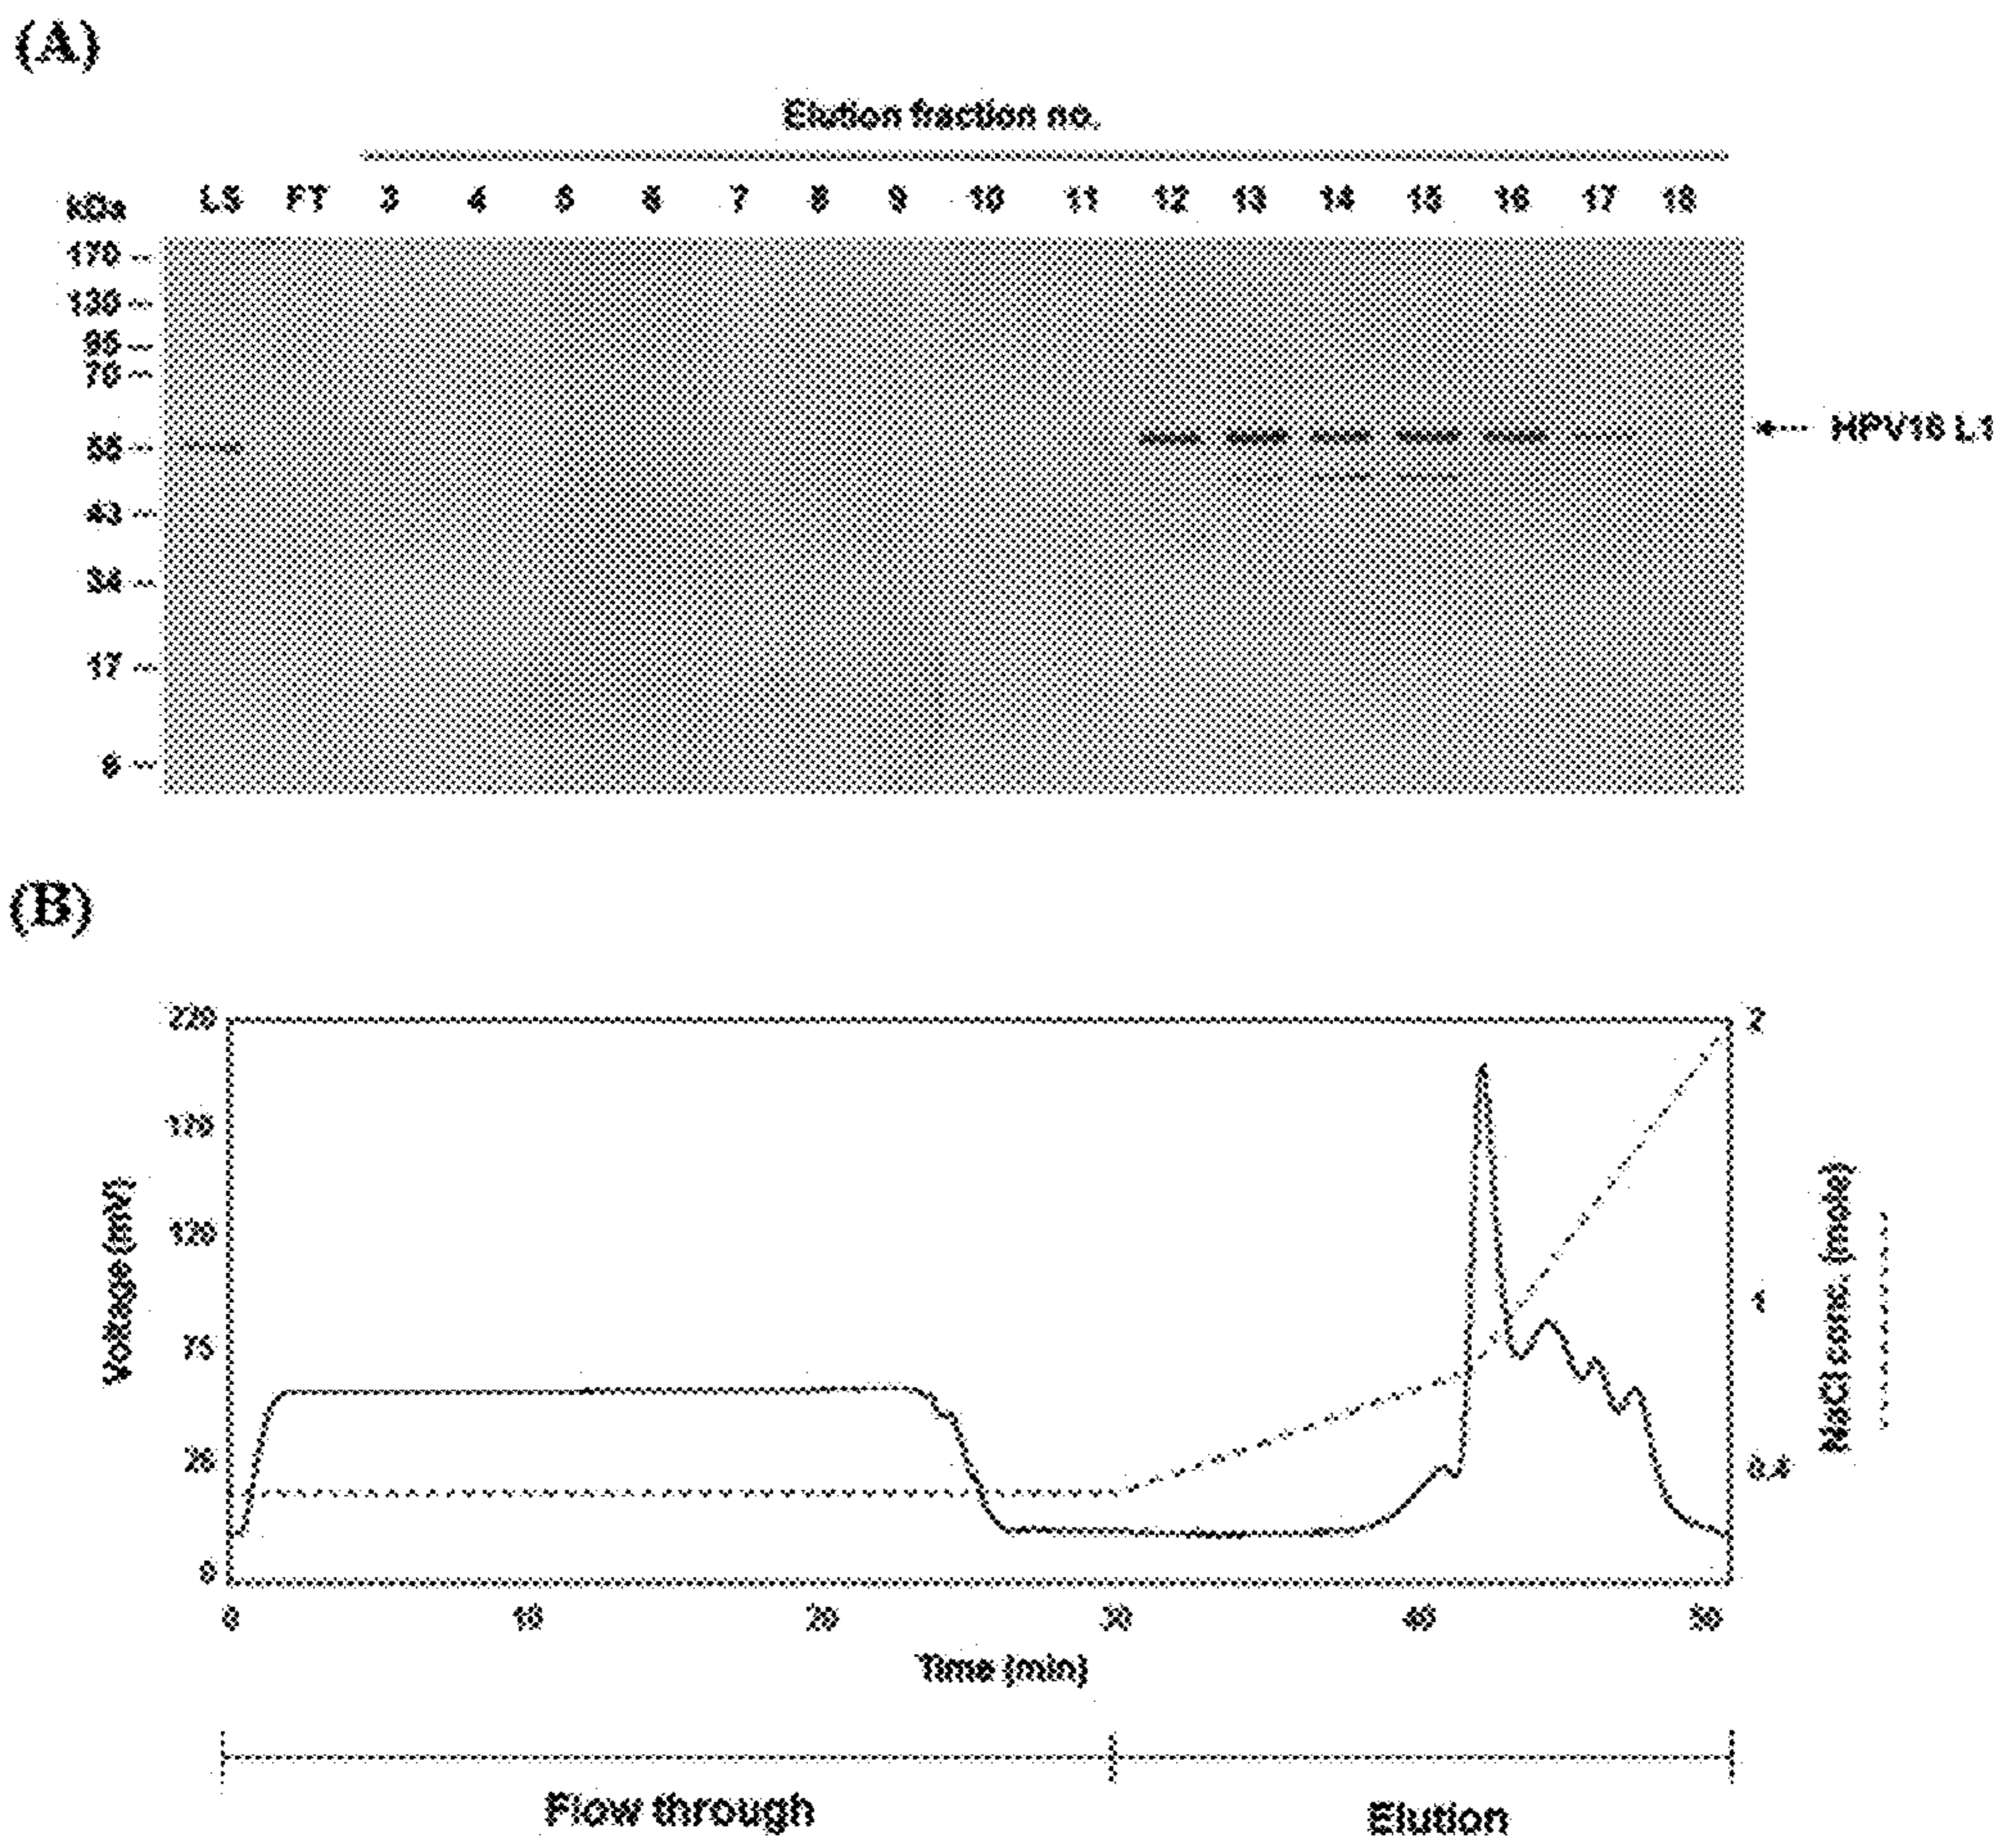 (A)
Elution fraction no.
kDa LS FT 3 4 5 6 7 8 9 10 11 12 13 14 15 16 17 18
170
130
95
70
55
43
34
17
HPV16 L1
(B)
220
170
120
75
0
Voltage (mV)
2
1
0.4
NaCl conc. (mole)
0 10 20 30 40 50
Time (min)
Flow through
Elution